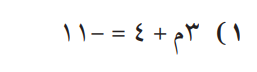 ١) ٣م + ٤ = –١١